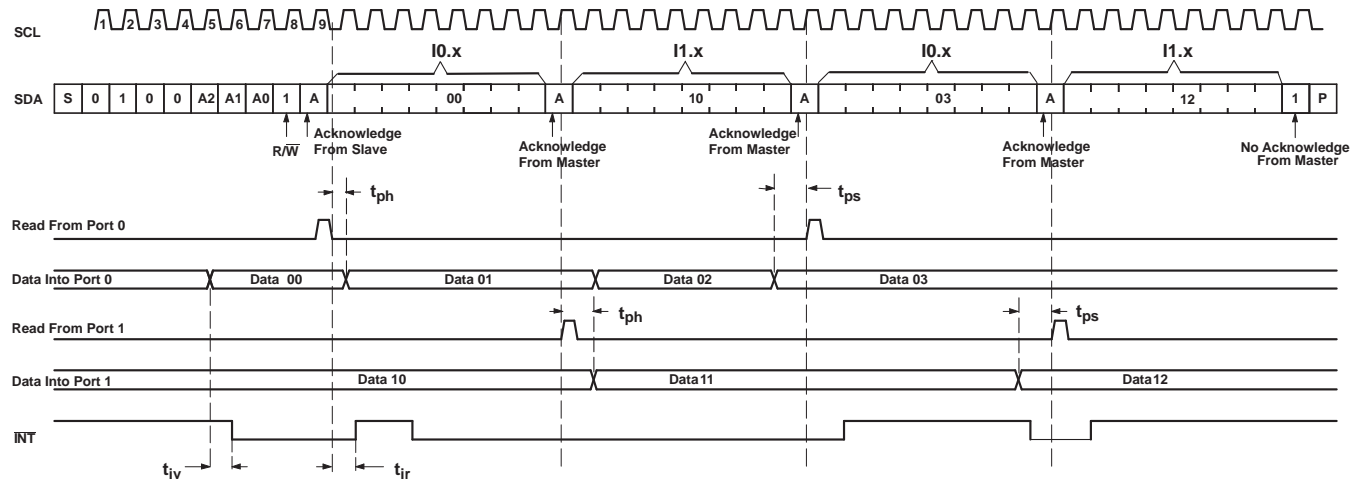 SCL 1 2 3 4 5 6 7 8 9
I0.x I1.x I0.x I1.x
SDA S 0 1 0 0 A2 A1 A0 1 A 00 A 10 A 03 A 12 1 P
R/W
Acknowledge
From Slave
Acknowledge
From Master
Acknowledge
From Master
Acknowledge
From Master
No Acknowledge
From Master
tph
tps
Read From Port 0
Data Into Port 0 Data 00 Data 01 Data 02 Data 03
tph
tps
Read From Port 1
Data Into Port 1 Data 10 Data 11 Data 12
INT
tiv
tir